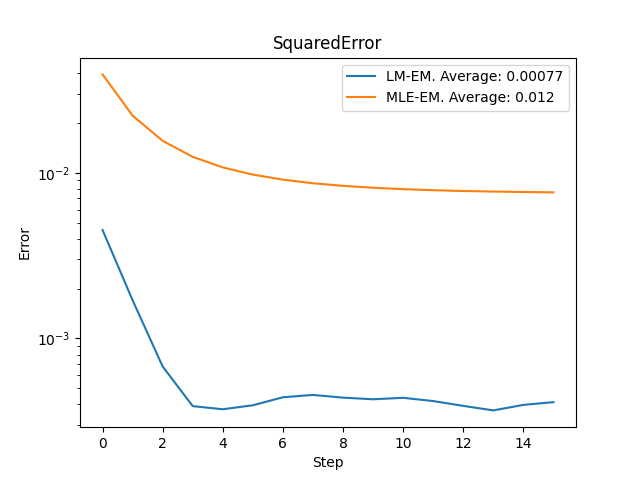 SquaredError
LM-EM. Average: 0.00077
MLE-EM. Average: 0.012
10⁻²
10⁻³
Error
0 2 4 6 8 10 12 14
Step